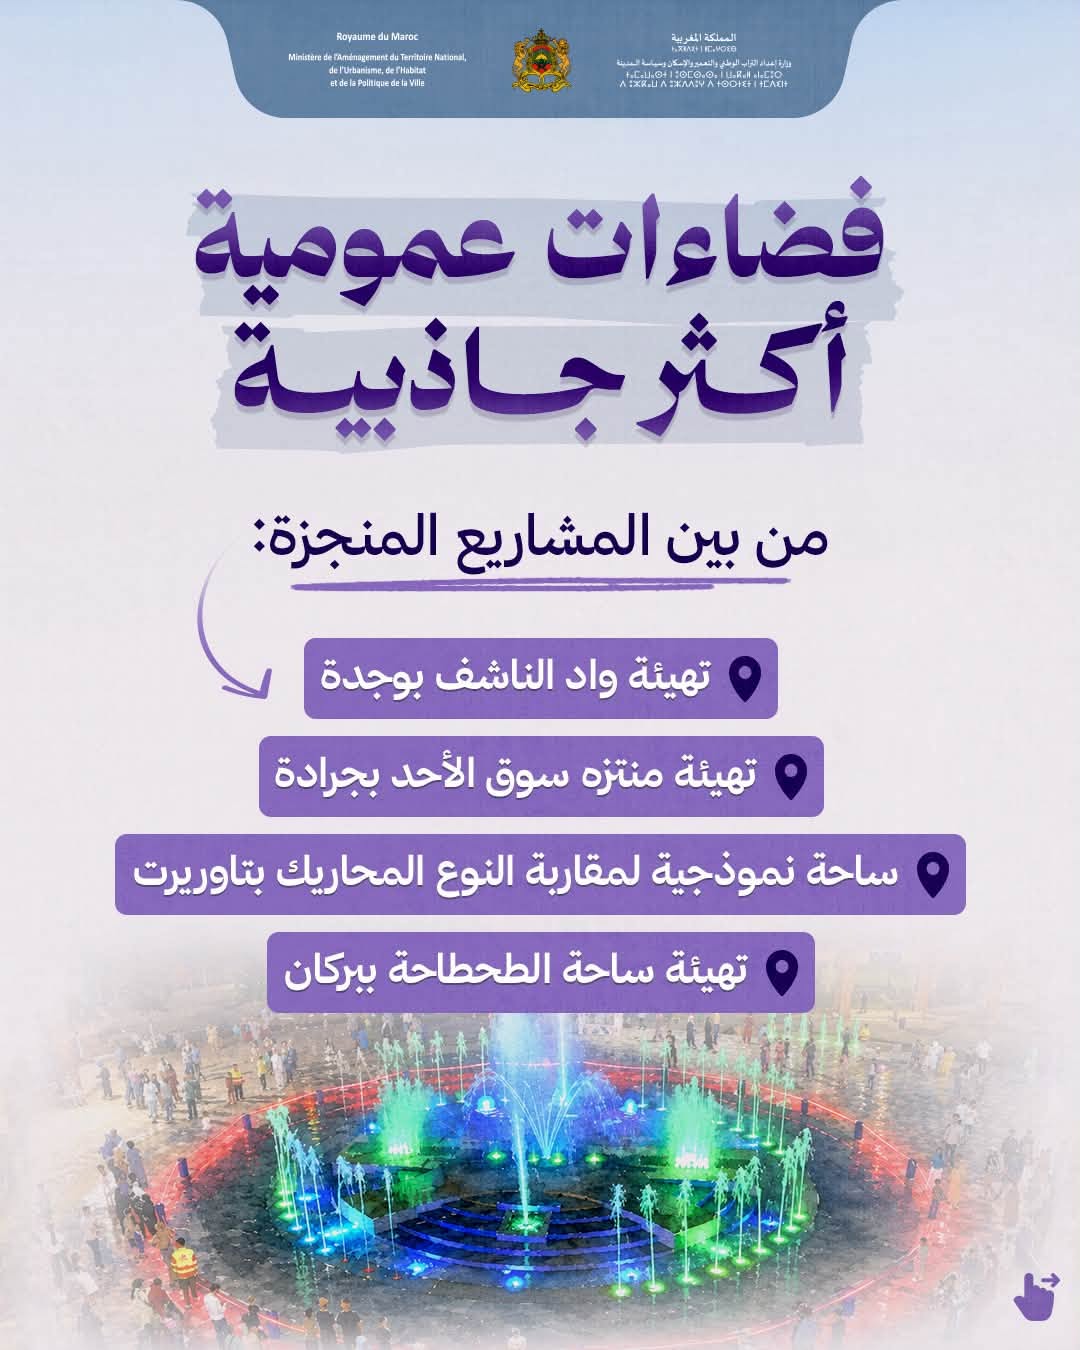 Royaume du Maroc
Ministère de l'Aménagement du Territoire National,
de l'Urbanisme, de l'Habitat
et de la Politique de la Ville
المملكة المغربية
وزارة إعداد التراب الوطني والتعمير والإسكان وسياسة المدينة
فضاءات عمومية
أكثر جاذبية
من بين المشاريع المنجزة:
تهيئة واد الناشف بوجدة
تهيئة منتزه سوق الأحد بجرادة
ساحة نموذجية لمقاربة النوع المحاريك بتاوريرت
تهيئة ساحة الطحطاحة ببركان